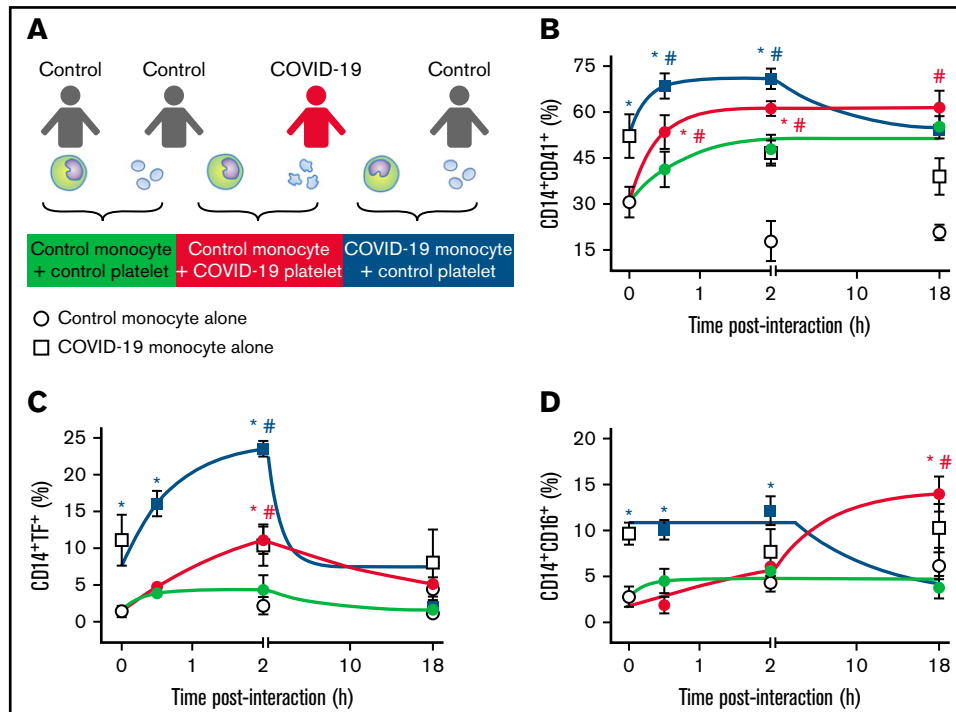 A
Control Control COVID-19 Control
Control monocyte
+ control platelet
Control monocyte
+ COVID-19 platelet
COVID-19 monocyte
+ control platelet
Control monocyte alone
COVID-19 monocyte alone
B
* #
* #
#
*
* #
* #
75
60
45
30
15
CD14+CD41+ (%)
0 1 2 10 18
Time post-interaction (h)
C
* #
* *
* #
25
20
15
10
5
0
CD14+TF+ (%)
0 1 2 10 18
Time post-interaction (h)
D
* #
* * *
20
15
10
5
0
CD14+CD16+ (%)
0 1 2 10 18
Time post-interaction (h)